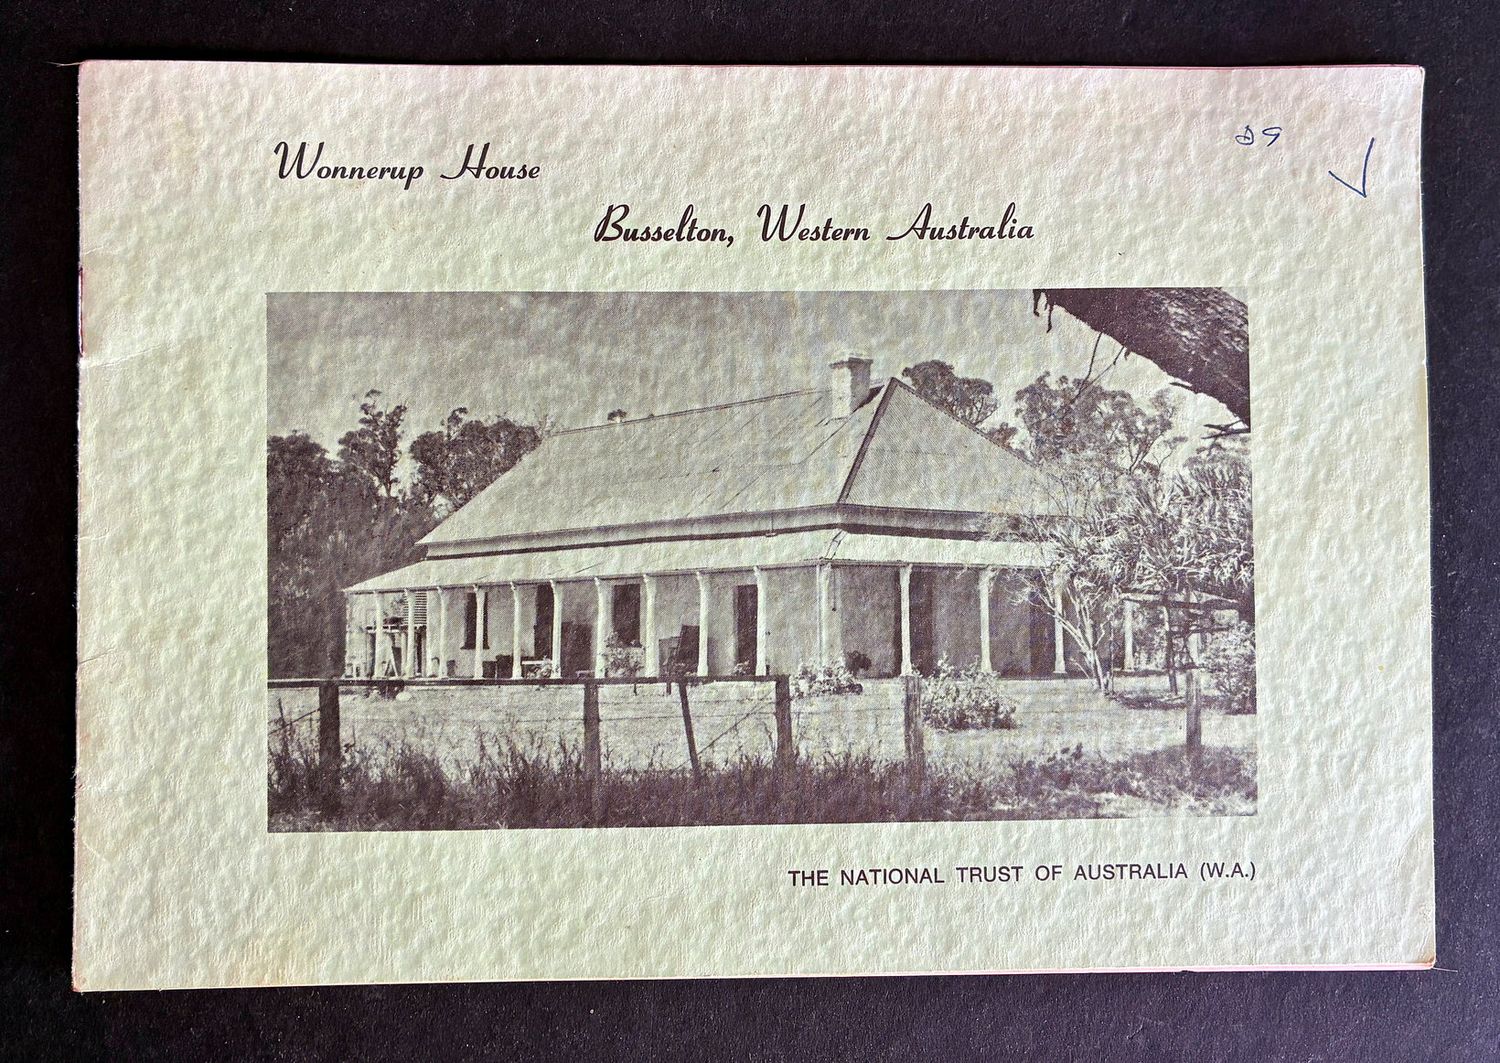 Wonnerup House
Busselton, Western Australia
THE NATIONAL TRUST OF AUSTRALIA (W.A.)